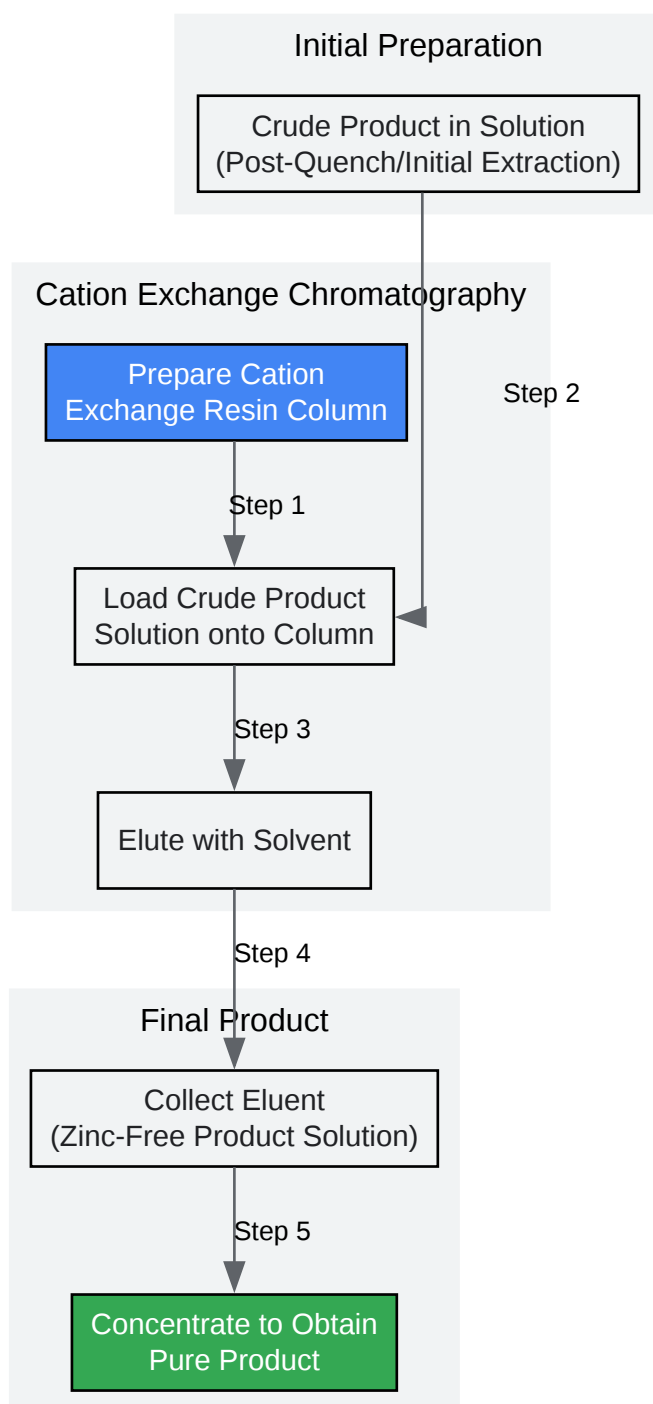 Initial Preparation
Crude Product in Solution
(Post-Quench/Initial Extraction)
Cation Exchange Chromatography
Prepare Cation
Exchange Resin Column
Step 2
Step 1
Load Crude Product
Solution onto Column
Step 3
Elute with Solvent
Step 4
Final Product
Collect Eluent
(Zinc-Free Product Solution)
Step 5
Concentrate to Obtain
Pure Product